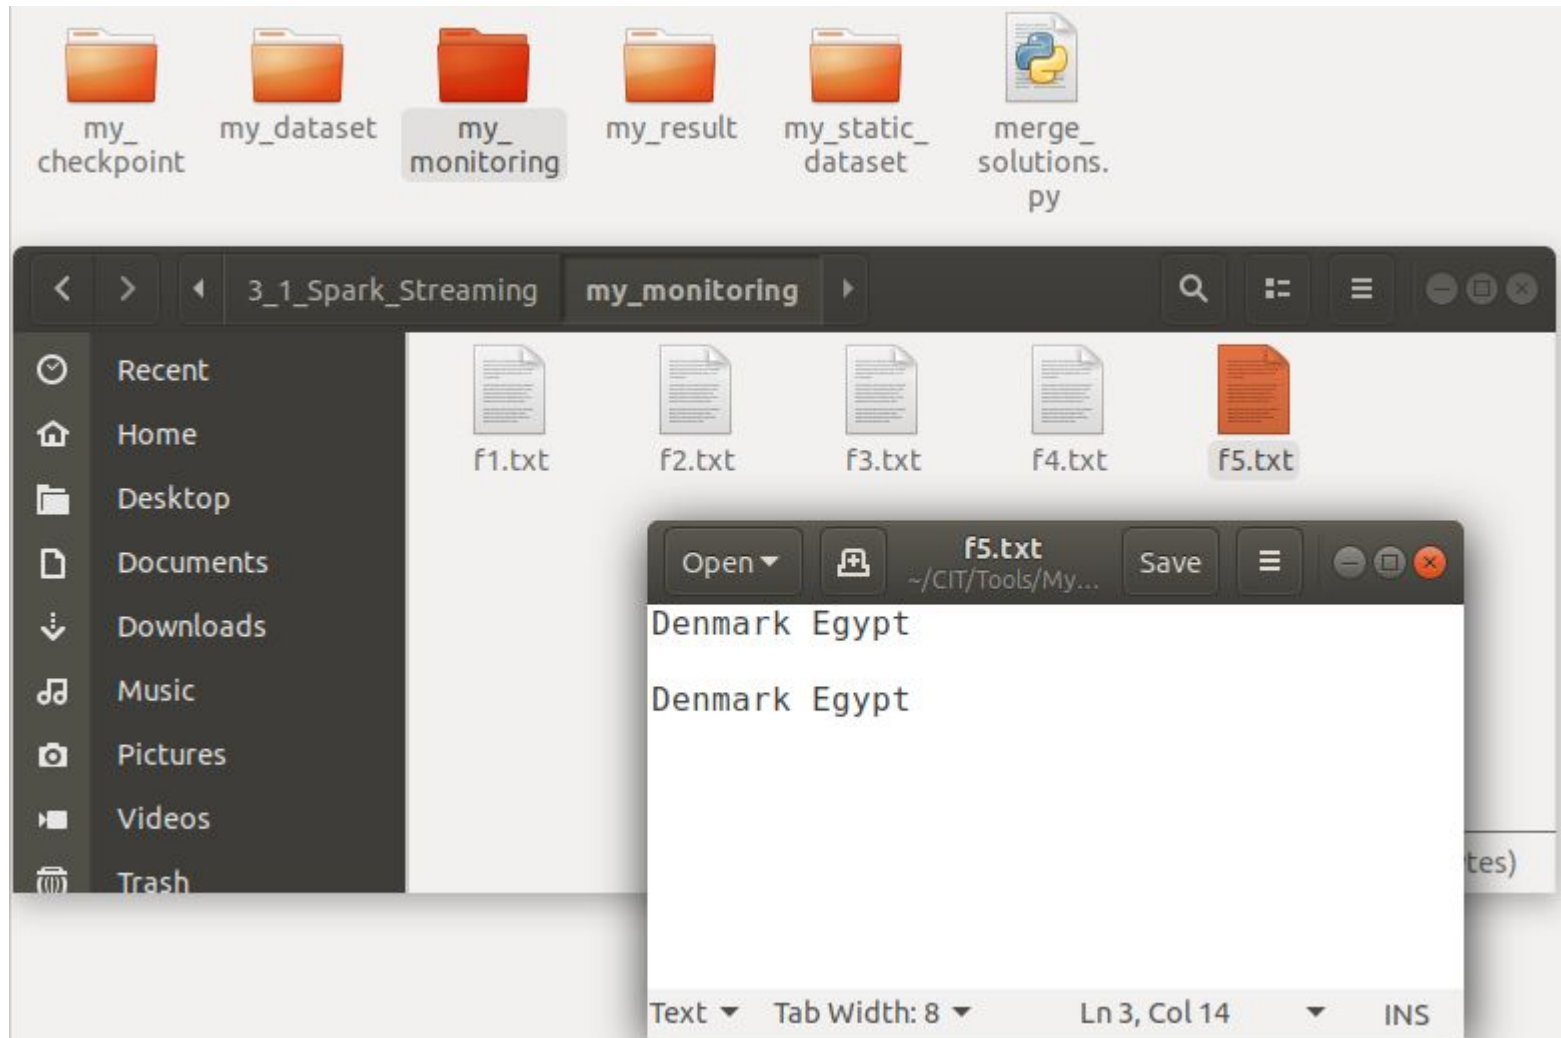 my_
checkpoint
my_dataset
my_
monitoring
my_result
my_static_
dataset
merge_
solutions.
py
3_1_Spark_Streaming
my_monitoring
Recent
Home
Desktop
Documents
Downloads
Music
Pictures
Videos
Trash
f1.txt
f2.txt
f3.txt
f4.txt
f5.txt
Open
f5.txt
~/CIT/Tools/My...
Save
Denmark Egypt
Denmark Egypt
tes)
Text
Tab Width: 8
Ln 3, Col 14
INS